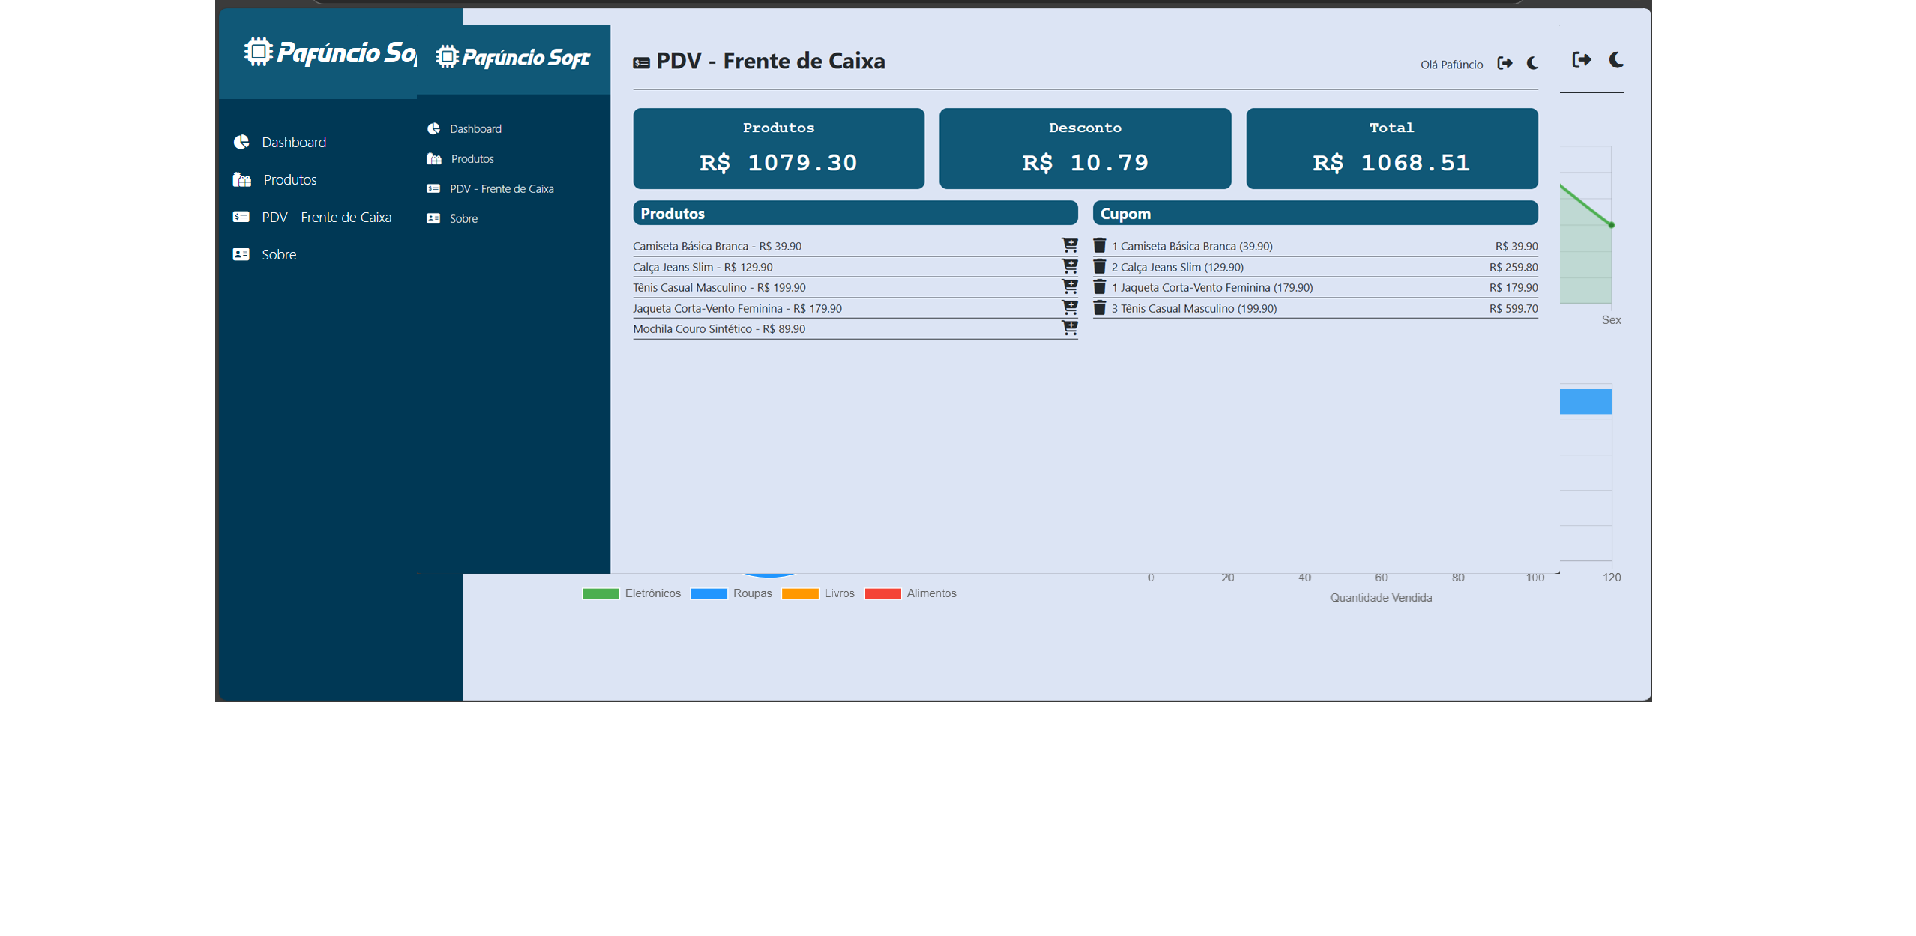 Pafúncio So
Dashboard
Produtos
PDV - Frente de Caixa
Sobre
Pafúncio Soft
Dashboard
Produtos
PDV - Frente de Caixa
Sobre
PDV - Frente de Caixa
Olá Pafúncio
Produtos
R$ 1079.30
Desconto
R$ 10.79
Total
R$ 1068.51
Produtos
Camiseta Básica Branca - R$ 39.90
Calça Jeans Slim - R$ 129.90
Tênis Casual Masculino - R$ 199.90
Jaqueta Corta-Vento Feminina - R$ 179.90
Mochila Couro Sintético - R$ 89.90
Cupom
1 Camiseta Básica Branca (39.90) R$ 39.90
2 Calça Jeans Slim (129.90) R$ 259.80
1 Jaqueta Corta-Vento Feminina (179.90) R$ 179.90
3 Tênis Casual Masculino (199.90) R$ 599.70
Sex
0 20 40 60 80 100 120
Quantidade Vendida
Eletrônicos Roupas Livros Alimentos